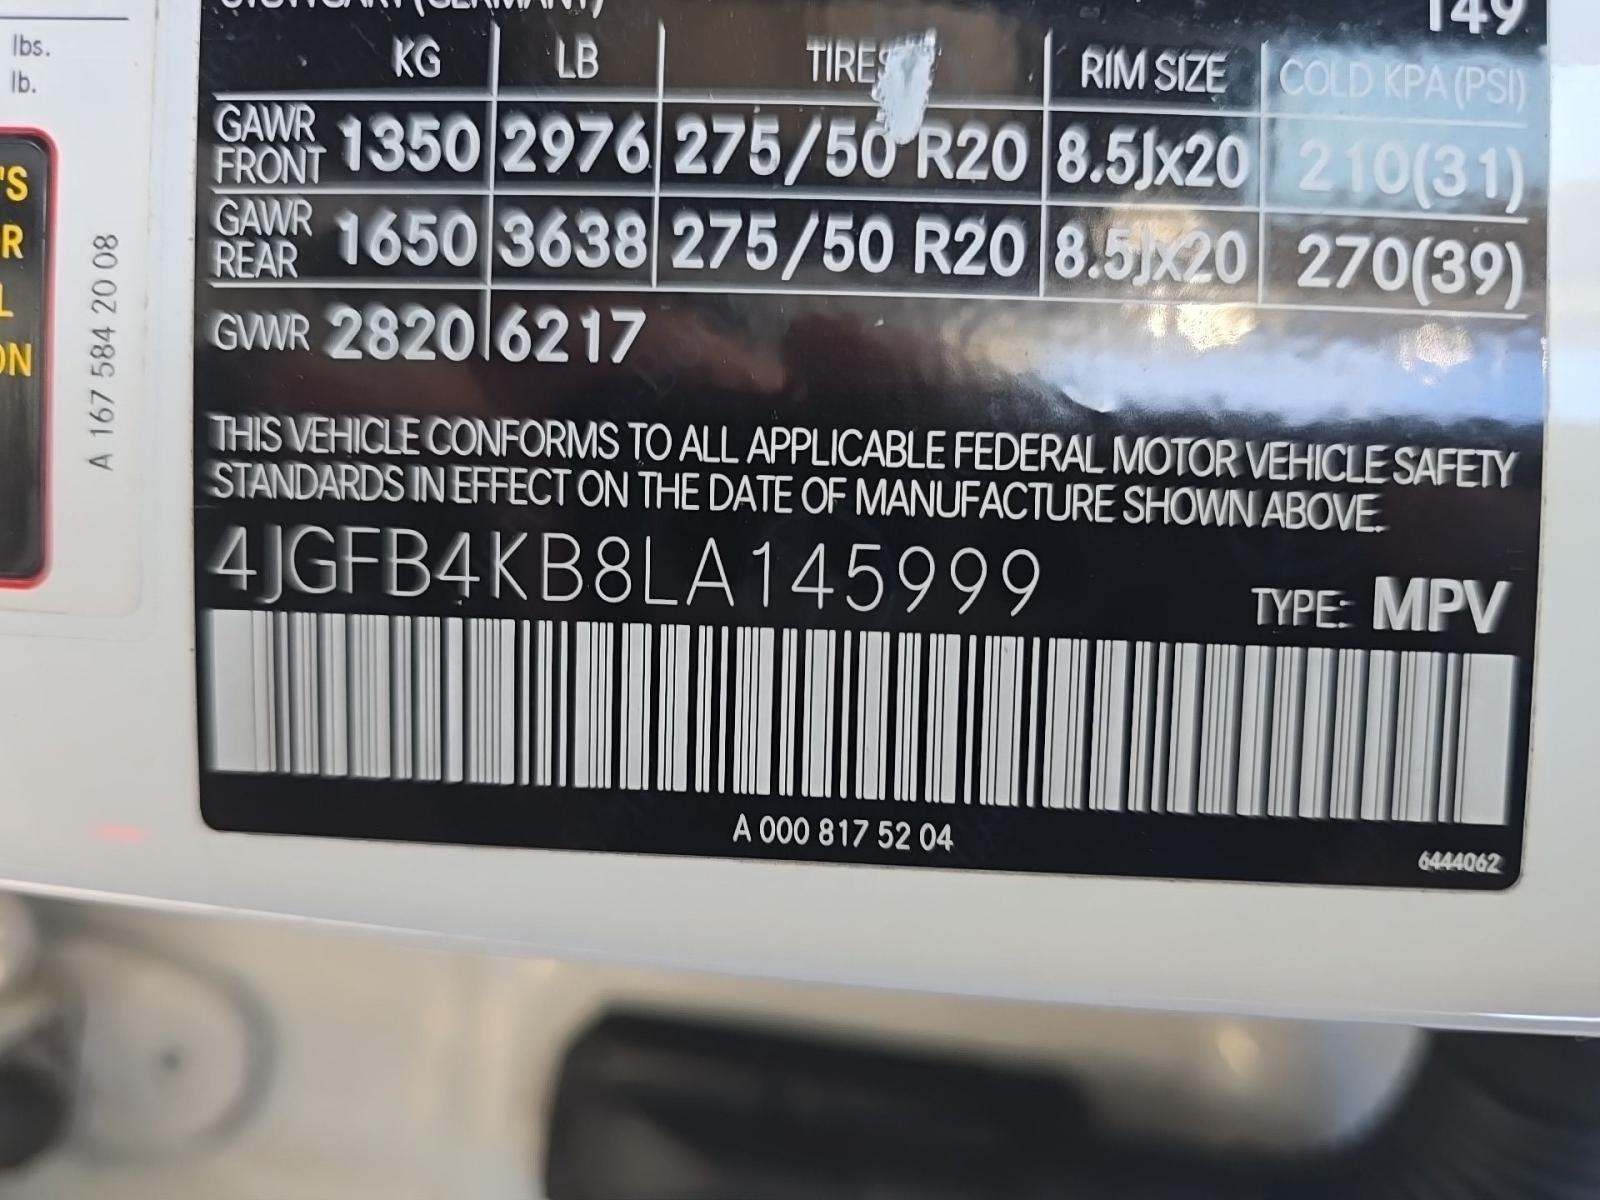 STUTTGART (GERMANY)
149
lbs.
lb.
KG LB TIRES RIM SIZE COLD KPA (PSI)
GAWR FRONT 1350 2976 275/50 R20 8.5Jx20 210(31)
GAWR REAR 1650 3638 275/50 R20 8.5Jx20 270(39)
GVWR 2820 6217
THIS VEHICLE CONFORMS TO ALL APPLICABLE FEDERAL MOTOR VEHICLE SAFETY
STANDARDS IN EFFECT ON THE DATE OF MANUFACTURE SHOWN ABOVE.
4JGFB4KB8LA145999
TYPE: MPV
A 000 817 52 04
6444062
'S
R
L
ON
A 167 584 20 08